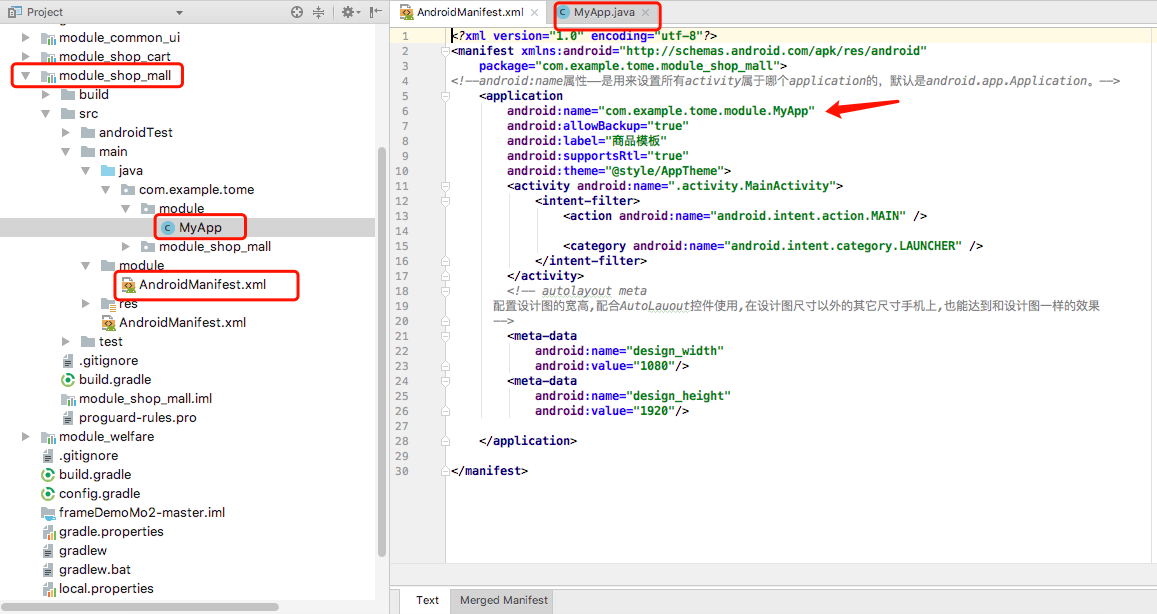 Project
AndroidManifest.xml
MyApp.java
module_common_ui
module_shop_cart
module_shop_mall
build
src
androidTest
main
java
com.example.tome
module
MyApp
module_shop_mall
module
AndroidManifest.xml
res
AndroidManifest.xml
test
.gitignore
build.gradle
module_shop_mall.iml
proguard-rules.pro
module_welfare
.gitignore
build.gradle
config.gradle
frameDemoMo2-master.iml
gradle.properties
gradlew
gradlew.bat
local.properties
1 <?xml version="1.0" encoding="utf-8"?>
2 <manifest xmlns:android="http://schemas.android.com/apk/res/android"
3 package="com.example.tome.module_shop_mall">
4 <!--android:name属性——是用来设置所有activity属于哪个application的，默认是android.app.Application。-->
5 <application
6 android:name="com.example.tome.module.MyApp"
7 android:allowBackup="true"
8 android:label="商品模板"
9 android:supportsRtl="true"
10 android:theme="@style/AppTheme">
11 <activity android:name=".activity.MainActivity">
12 <intent-filter>
13 <action android:name="android.intent.action.MAIN" />
14
15 <category android:name="android.intent.category.LAUNCHER" />
16 </intent-filter>
17 </activity>
18 <!-- autolayout meta
19 配置设计图的宽高,配合AutoLauout控件使用,在设计图尺寸以外的其它尺寸手机上,也能达到和设计图一样的效果
20 -->
21 <meta-data
22 android:name="design_width"
23 android:value="1080"/>
24 <meta-data
25 android:name="design_height"
26 android:value="1920"/>
27
28 </application>
29
30 </manifest>
Text
Merged Manifest